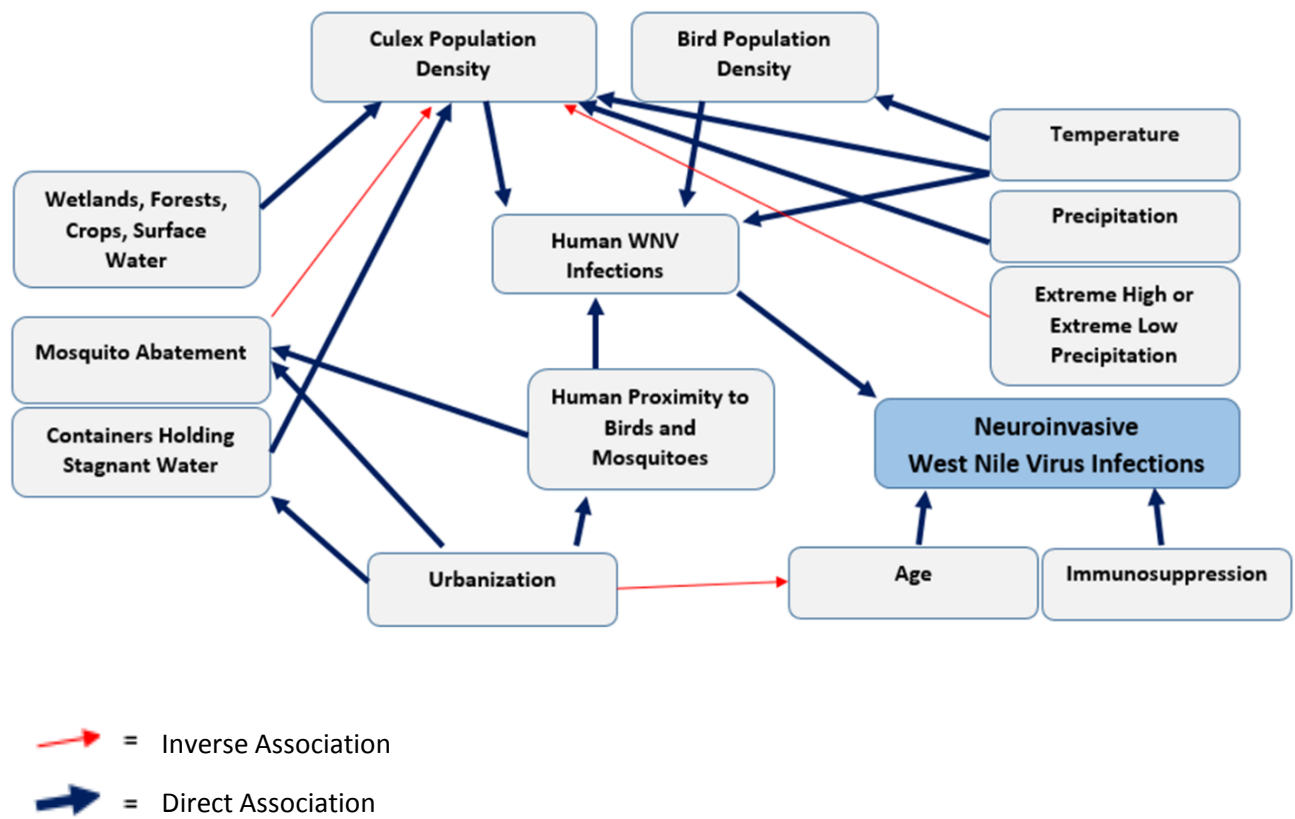 Culex Population
Density
Bird Population
Density
Temperature
Wetlands, Forests,
Crops, Surface
Water
Precipitation
Human WNV
Infections
Extreme High or
Extreme Low
Precipitation
Mosquito Abatement
Human Proximity to
Birds and
Mosquitoes
Containers Holding
Stagnant Water
Neuroinvasive
West Nile Virus Infections
Urbanization
Age
Immunosuppression
= Inverse Association
= Direct Association